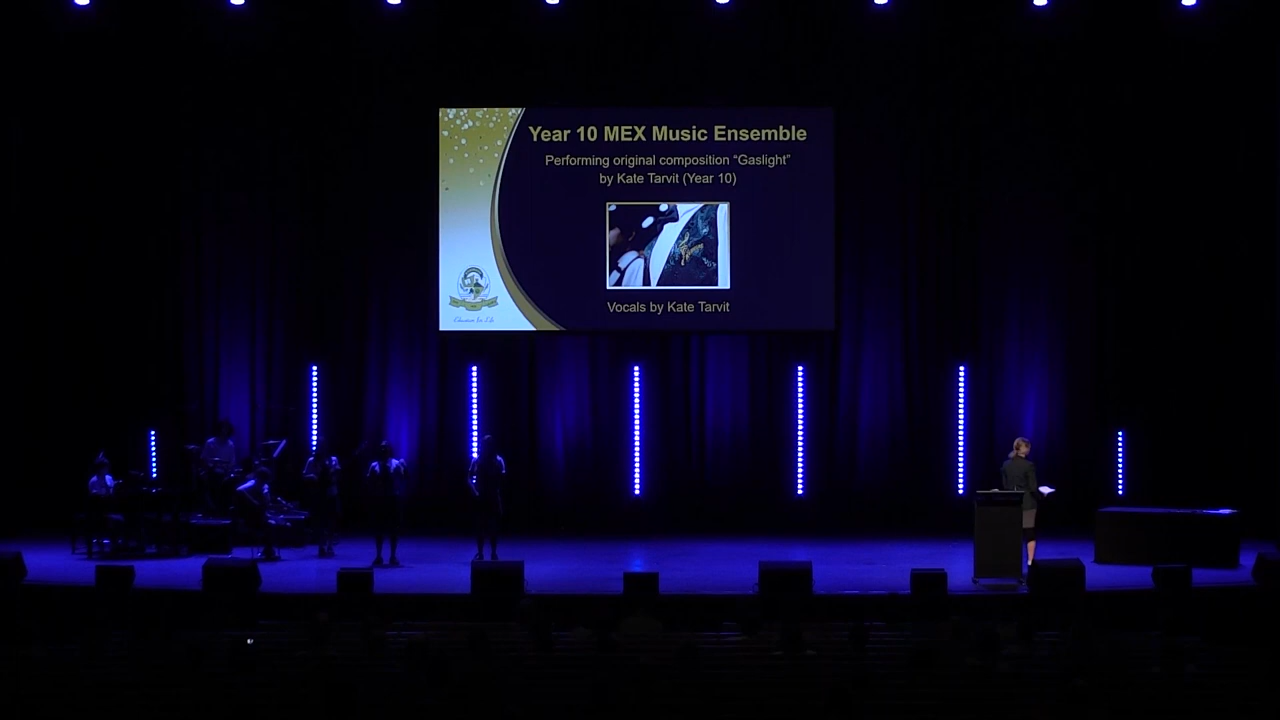 Year 10 MEX Music Ensemble
Performing original composition “Gaslight”
by Kate Tarvit (Year 10)
Vocals by Kate Tarvit